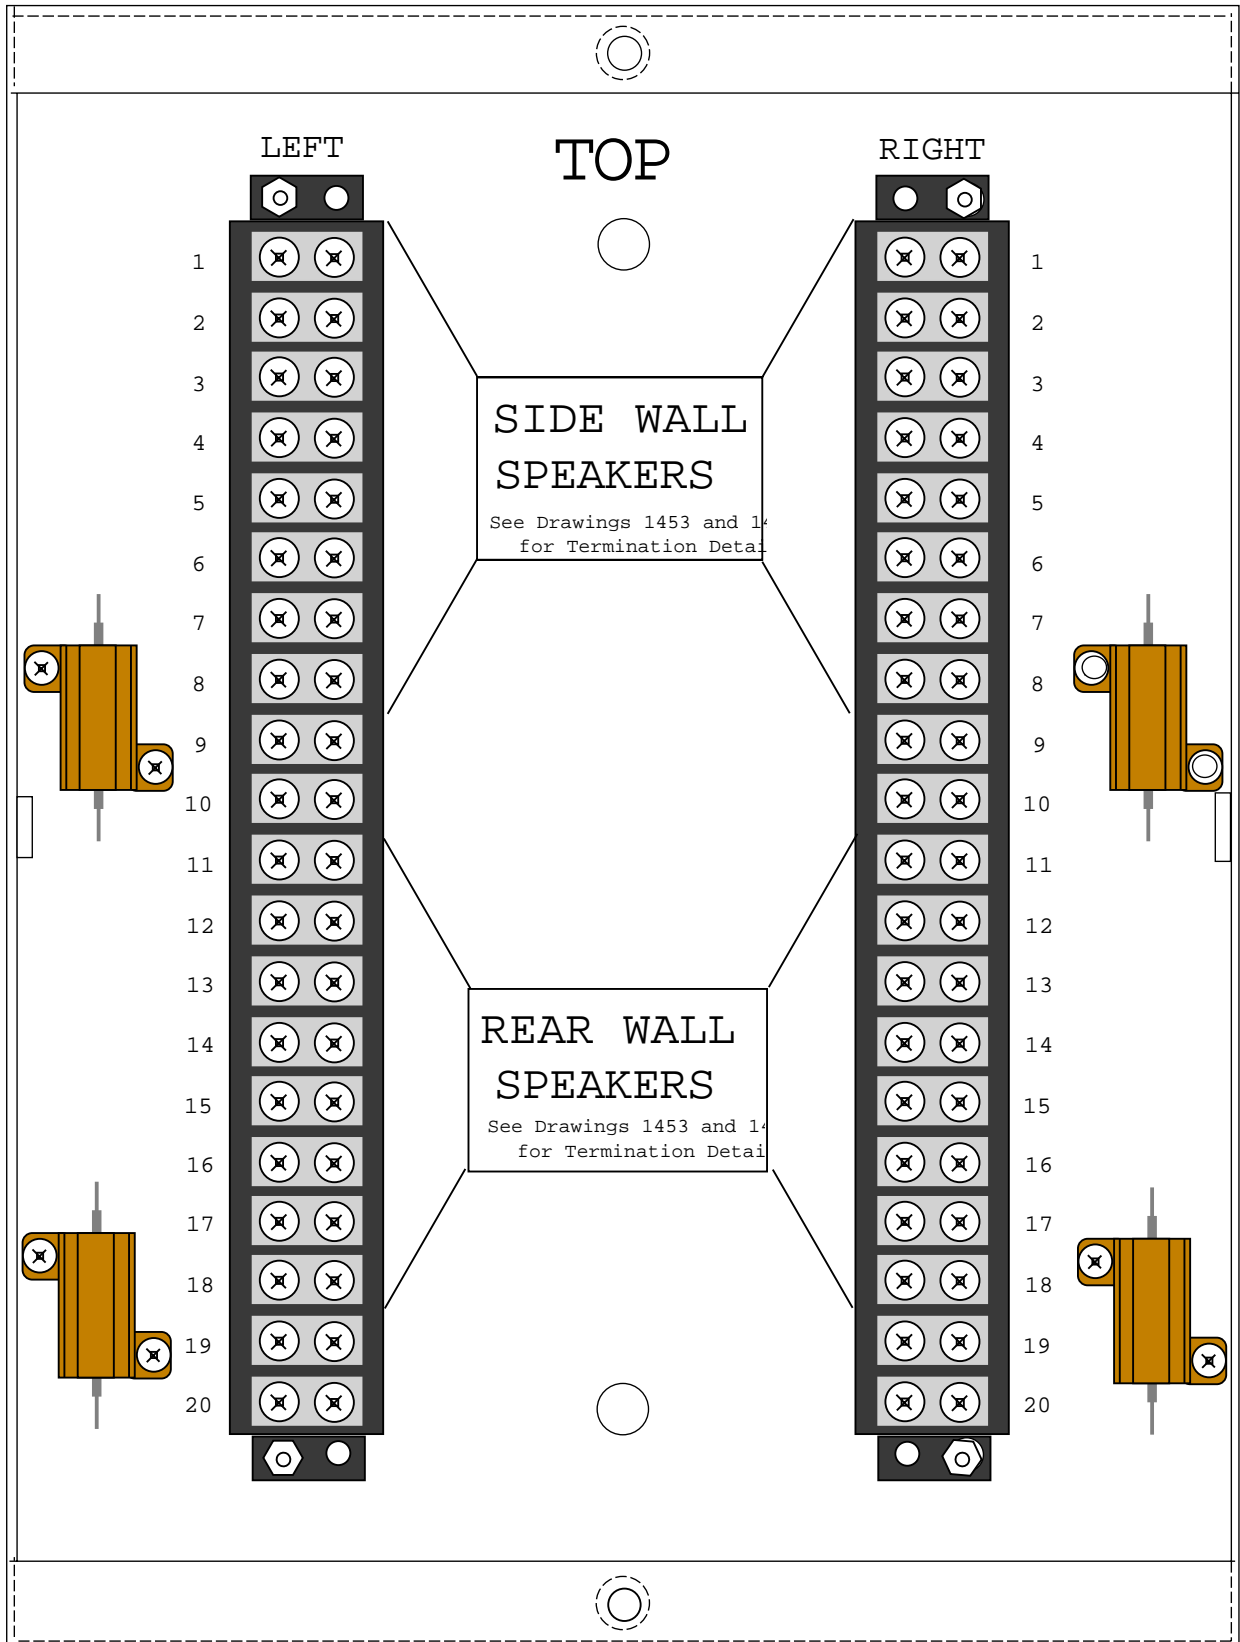 LEFT
TOP
RIGHT
1 1
2 2
3 3
4 4
5 5
6 6
7 7
8 8
9 9
10 10
11 11
12 12
13 13
14 14
15 15
16 16
17 17
18 18
19 19
20 20
SIDE WALL
SPEAKERS
See Drawings 1453 and
for Termination
REAR WALL
SPEAKERS
See Drawings 1453 and
for Termination